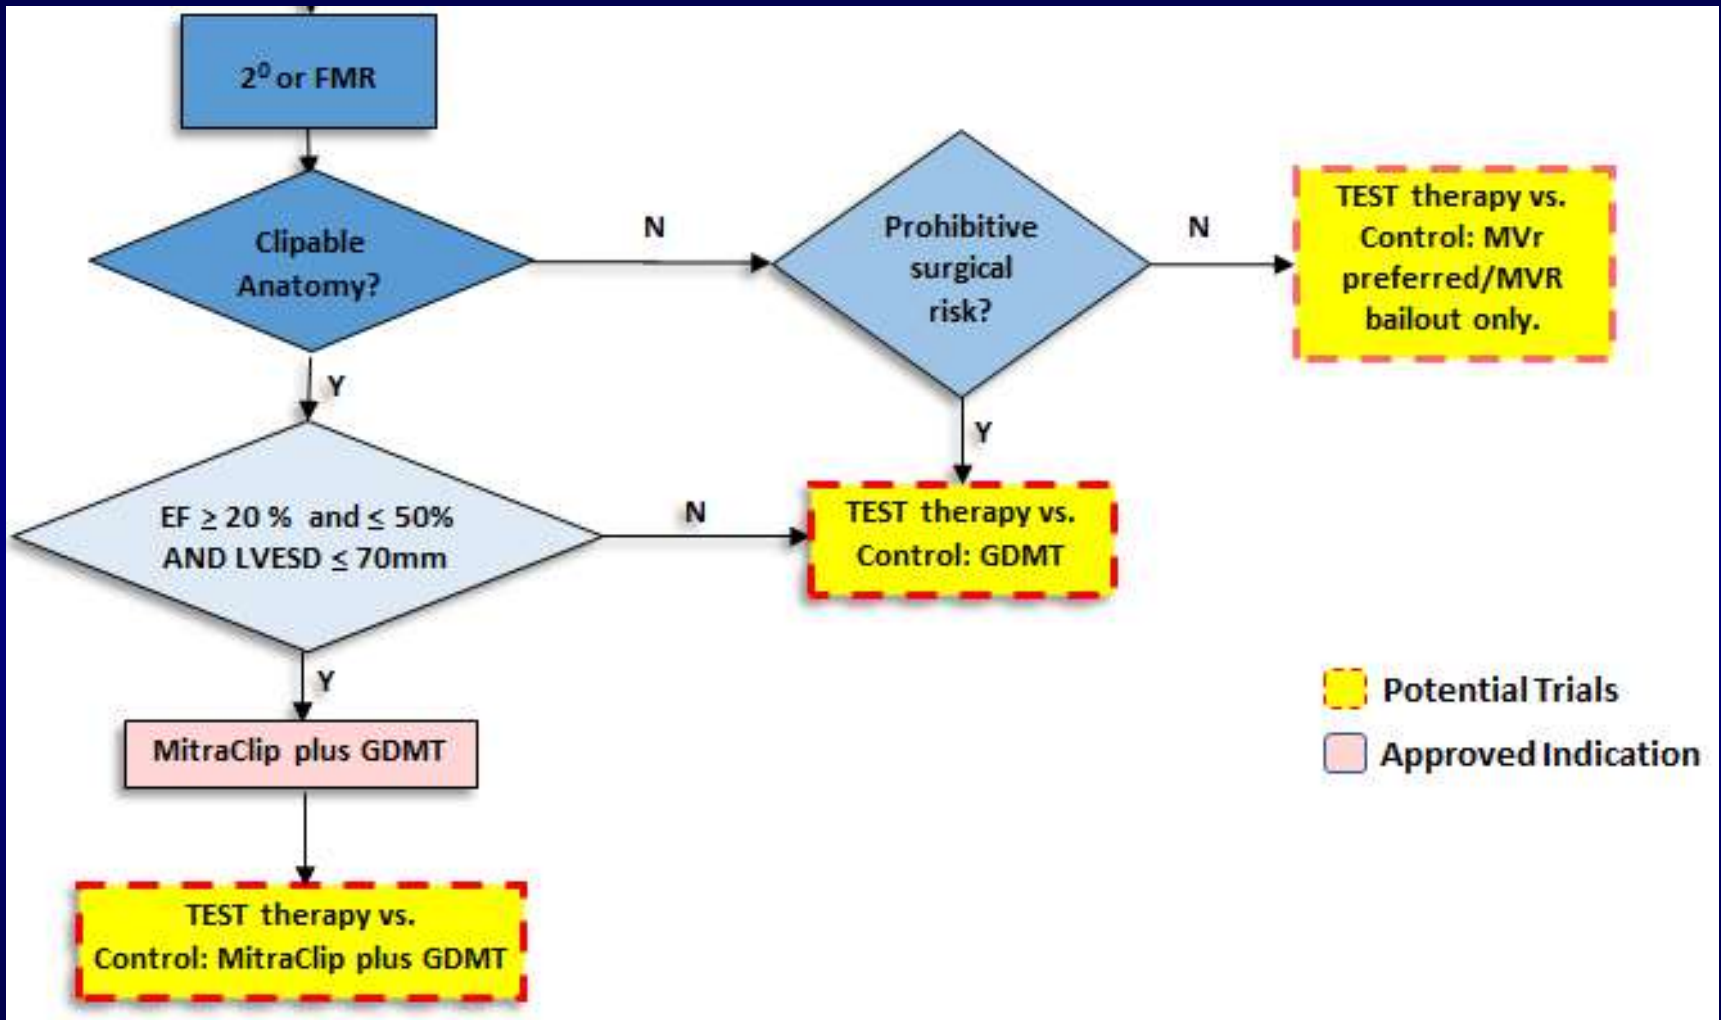 2⁰ or FMR
Clipable
Anatomy?
N
Prohibitive
surgical
risk?
N
TEST therapy vs.
Control: MVr
preferred/MVR
bailout only.
Y
Y
EF ≥ 20 % and ≤ 50%
AND LVESD ≤ 70mm
N
TEST therapy vs.
Control: GDMT
Y
MitraClip plus GDMT
TEST therapy vs.
Control: MitraClip plus GDMT
Potential Trials
Approved Indication